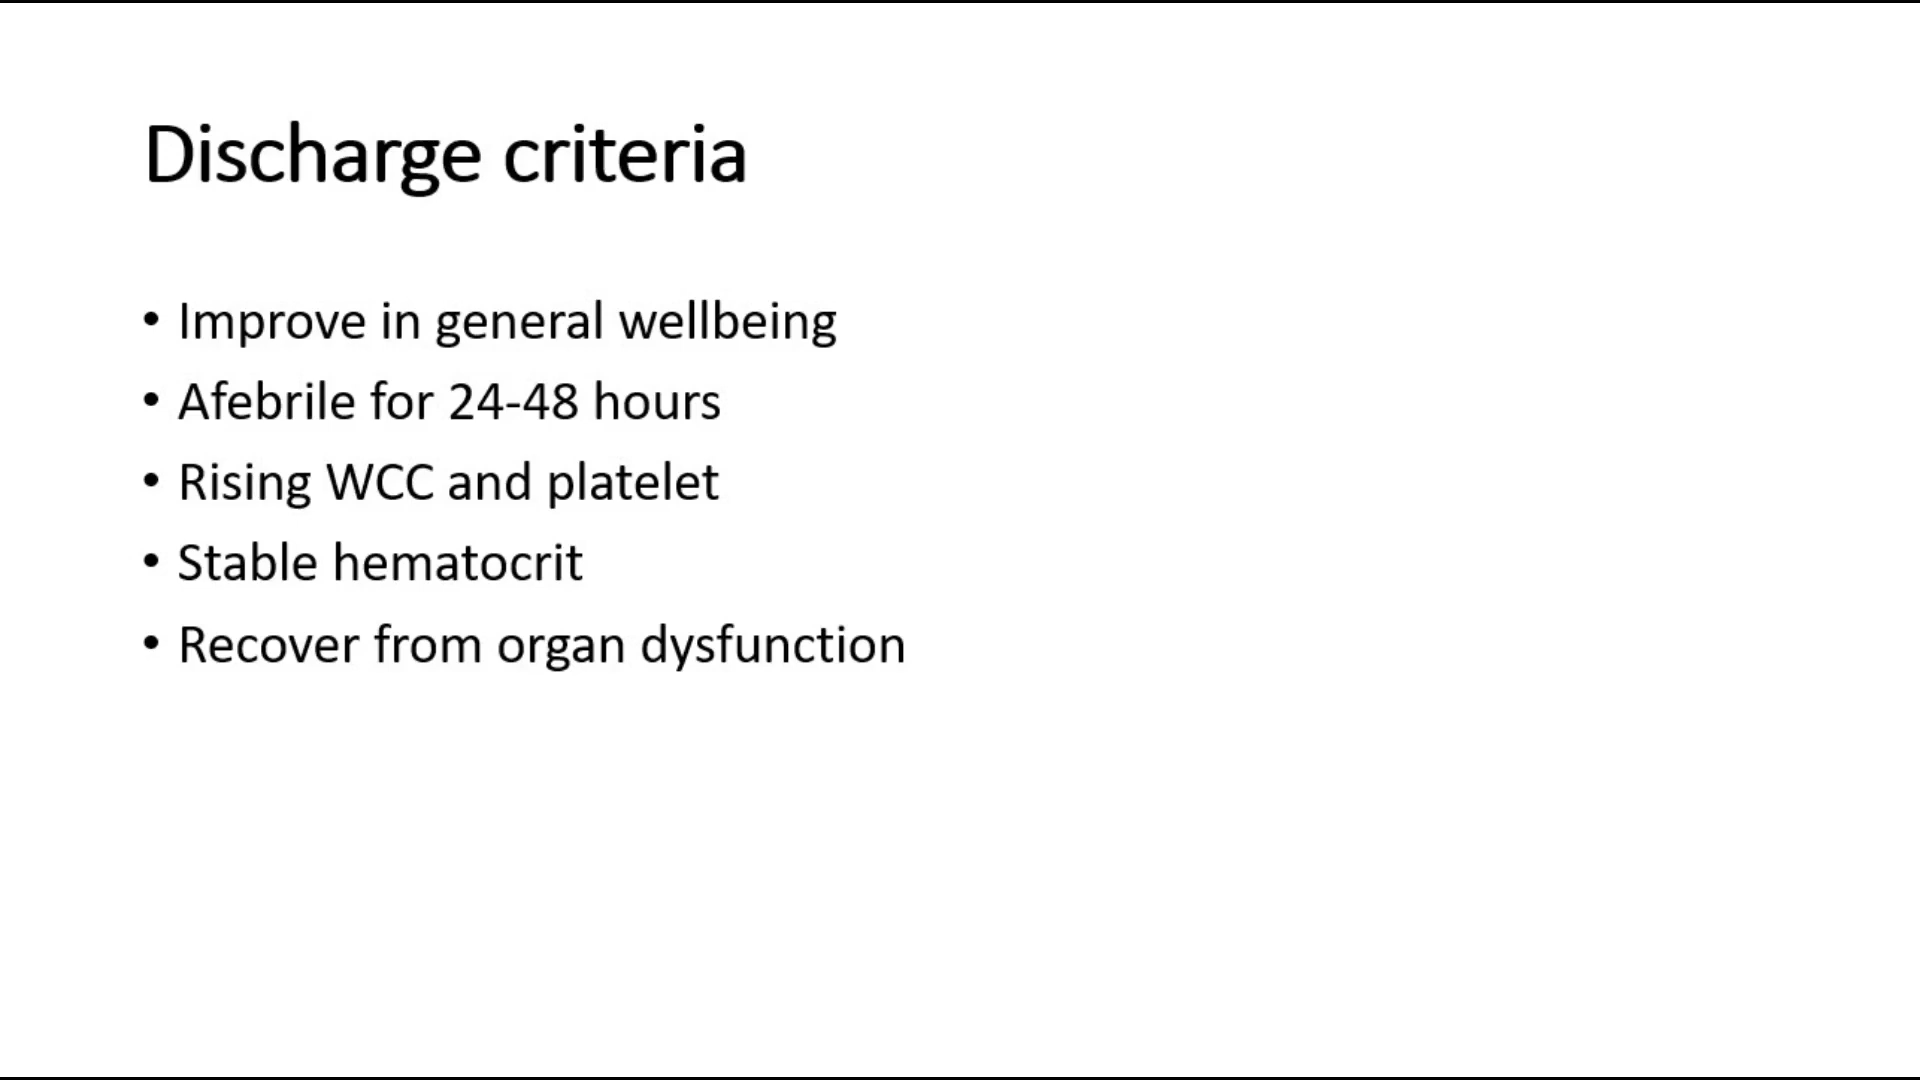 Discharge criteria
• Improve in general wellbeing
• Afebrile for 24-48 hours
• Rising WCC and platelet
• Stable hematocrit
• Recover from organ dysfunction